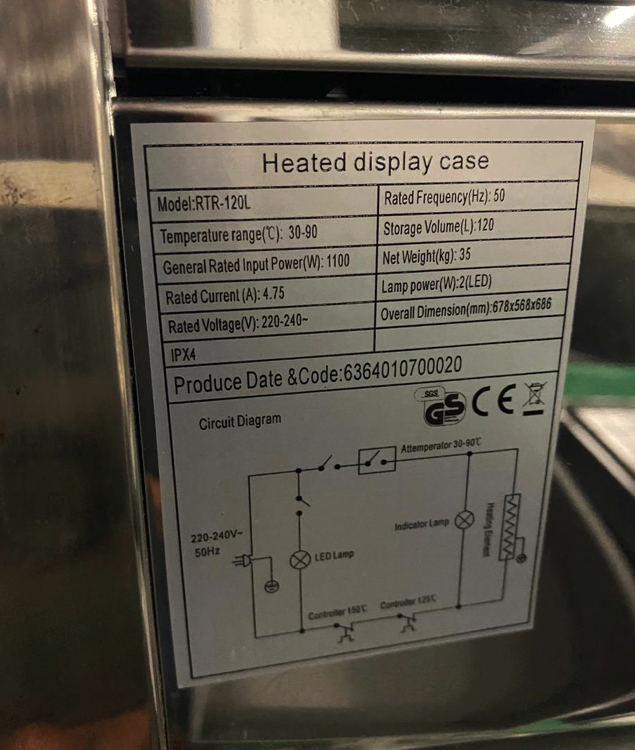 Heated display case
Model:RTR-120L
Rated Frequency(Hz): 50
Temperature range(℃): 30-90
Storage Volume(L):120
General Rated Input Power(W): 1100
Net Weight(kg): 35
Rated Current (A): 4.75
Lamp power(W):2(LED)
Rated Voltage(V): 220-240~
Overall Dimension(mm):678x568x686
IPX4
Produce Date &Code:6364010700020
SGS
GS CE
Circuit Diagram
Attemperator 30-90℃
220-240V~
50Hz
LED Lamp
Indicator Lamp
Heating Element
Controller 150℃
Controller 125℃